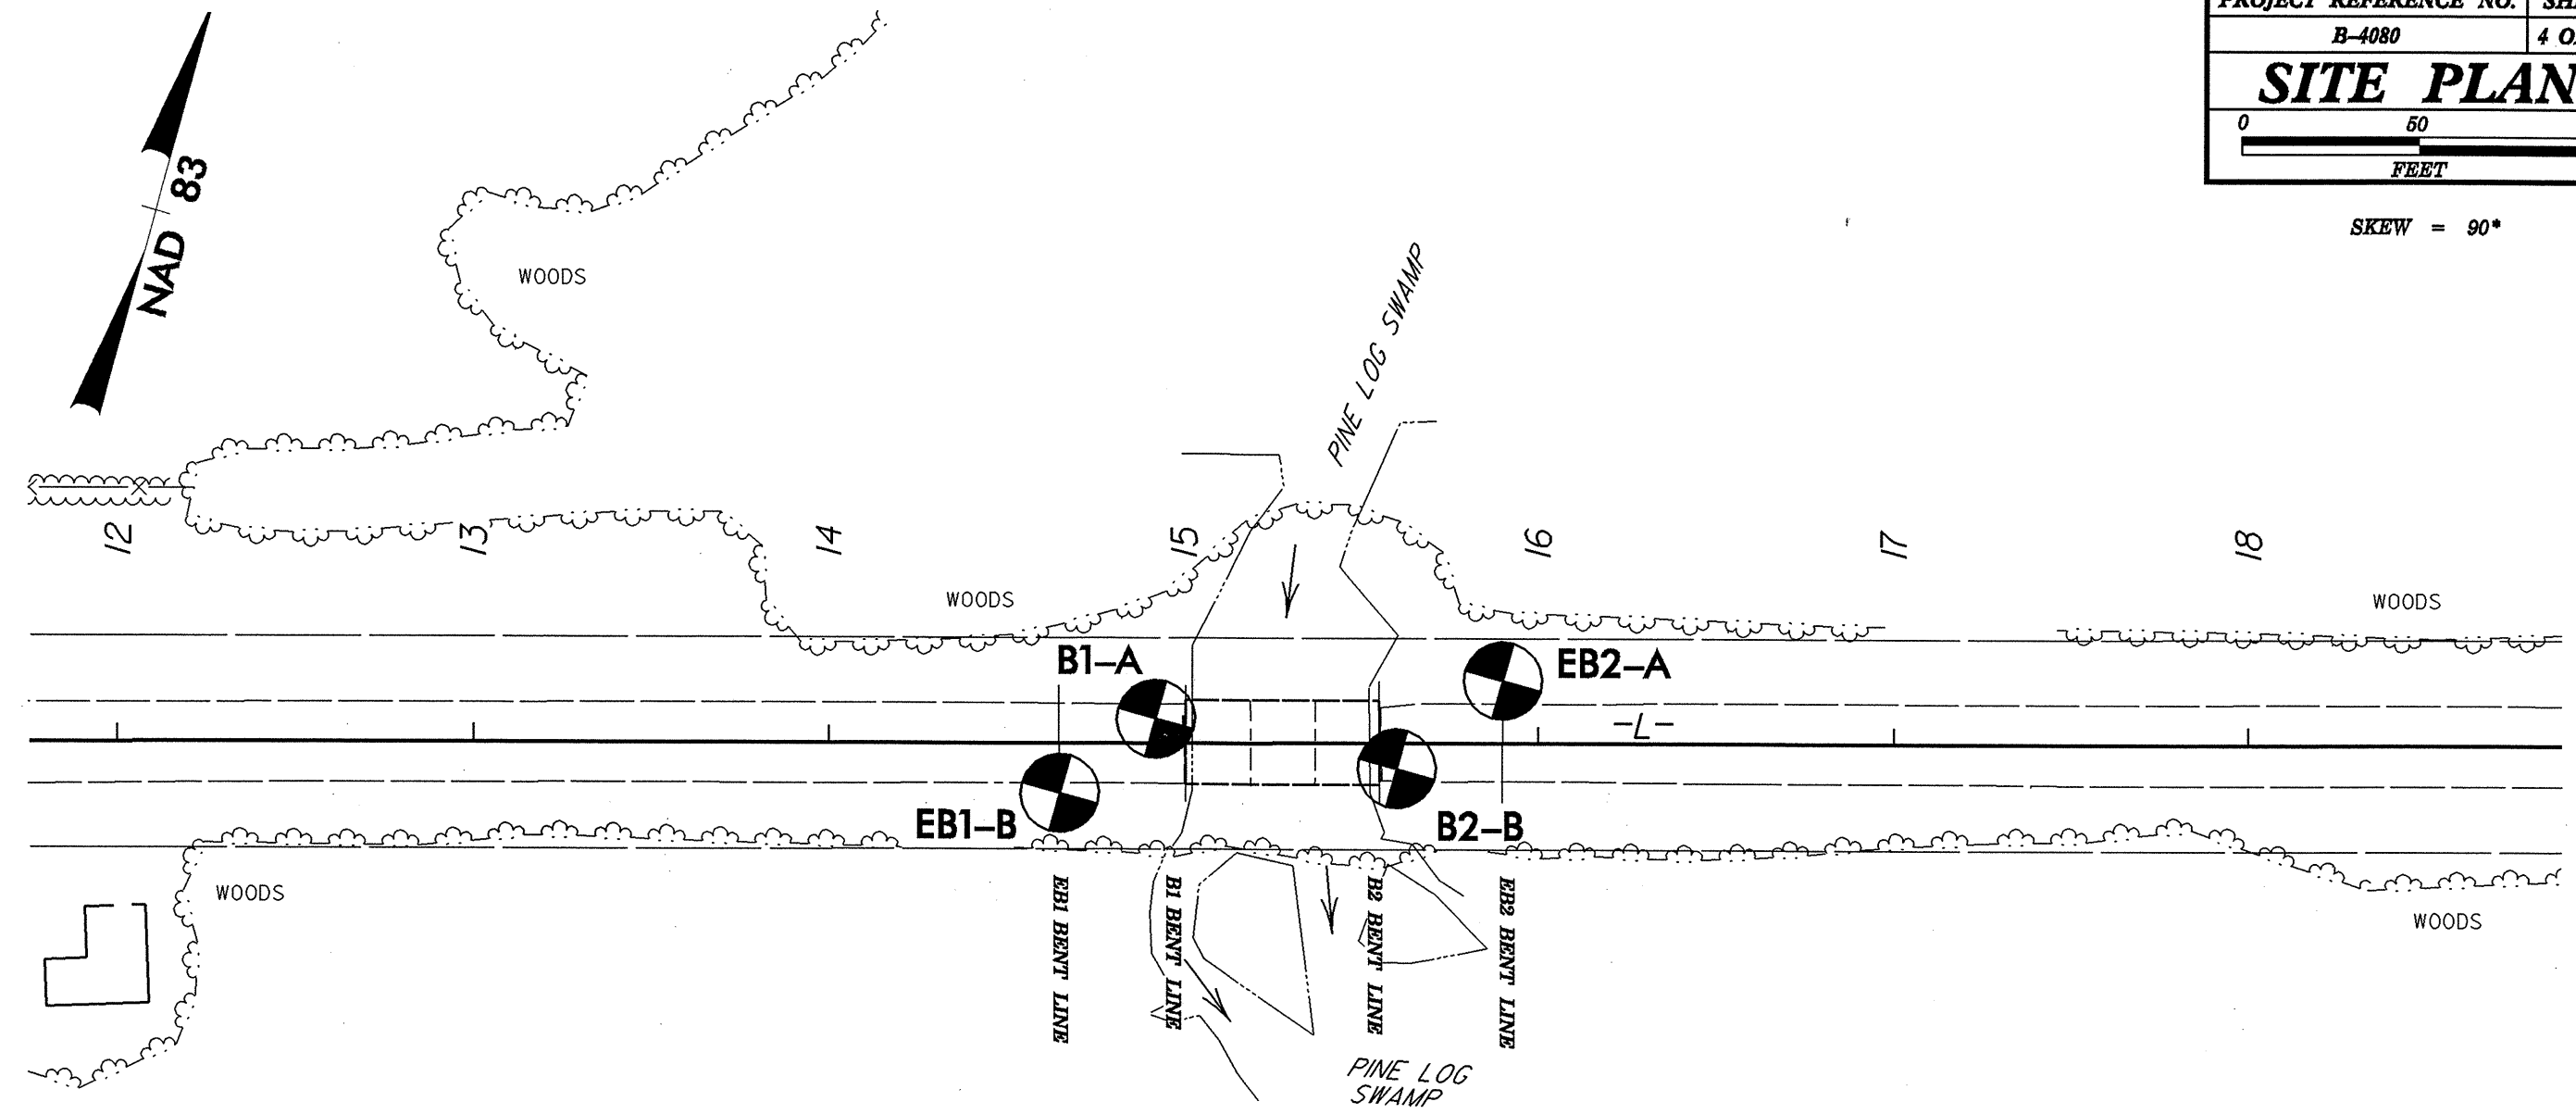 PROJECT REFERENCE NO.
B-4080
4 O
SITE PLAN
0 50
FEET
SKEW = 90*
NAD 83
WOODS
PINE LOG SWAMP
12 13 14 15 16 17 18
WOODS
WOODS
B1-A
EB2-A
-L-
EB1-B
B2-B
WOODS
WOODS
EB1 BENT LINE
B1 BENT LINE
B2 BENT LINE
EB2 BENT LINE
PINE LOG
SWAMP